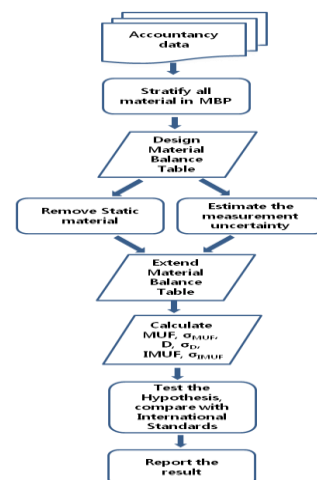 Accountancy
data
Stratify all
material in MBP
Design
Material
Balance
Table
Remove Static
material
Estimate the
measurement
uncertainty
Extend
Material
Balance
Table
Calculate
MUF, σMUF,
D, σD,
IMUF, σIMUF
Test the
Hypothesis,
compare with
International
Standards
Report the
result